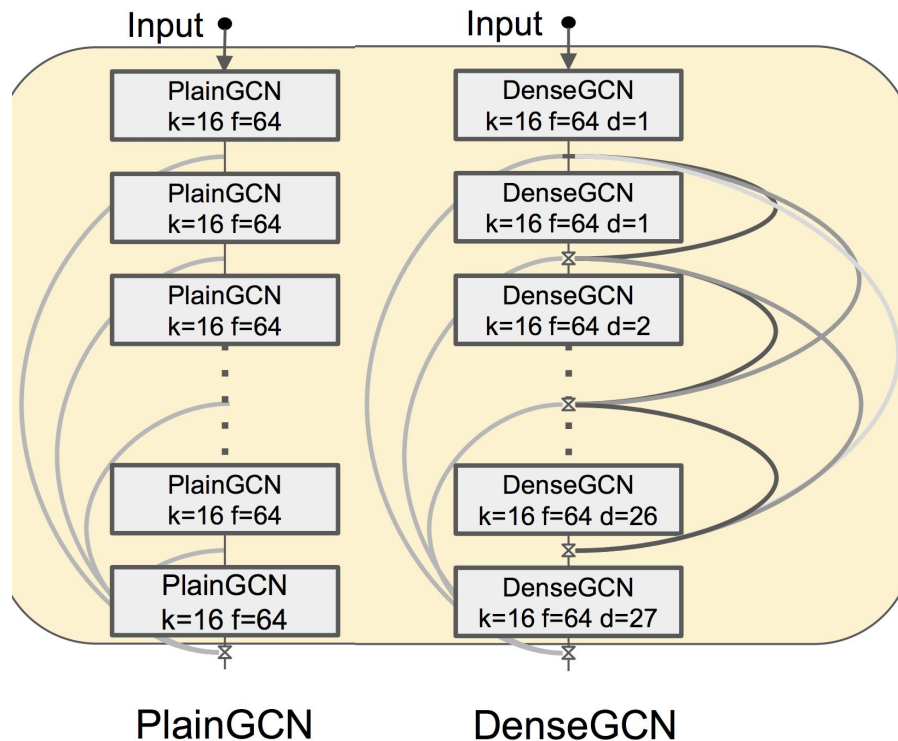 Input
PlainGCN
k=16 f=64
PlainGCN
k=16 f=64
PlainGCN
k=16 f=64
PlainGCN
k=16 f=64
PlainGCN
k=16 f=64
PlainGCN
Input
DenseGCN
k=16 f=64 d=1
DenseGCN
k=16 f=64 d=1
DenseGCN
k=16 f=64 d=2
DenseGCN
k=16 f=64 d=26
DenseGCN
k=16 f=64 d=27
DenseGCN